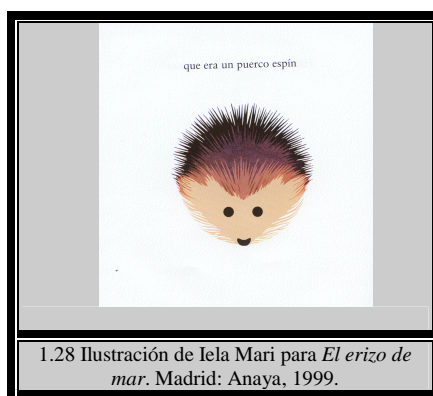 que era un puerco espín
1.28 Ilustración de Iela Mari para El erizo de
mar. Madrid: Anaya, 1999.